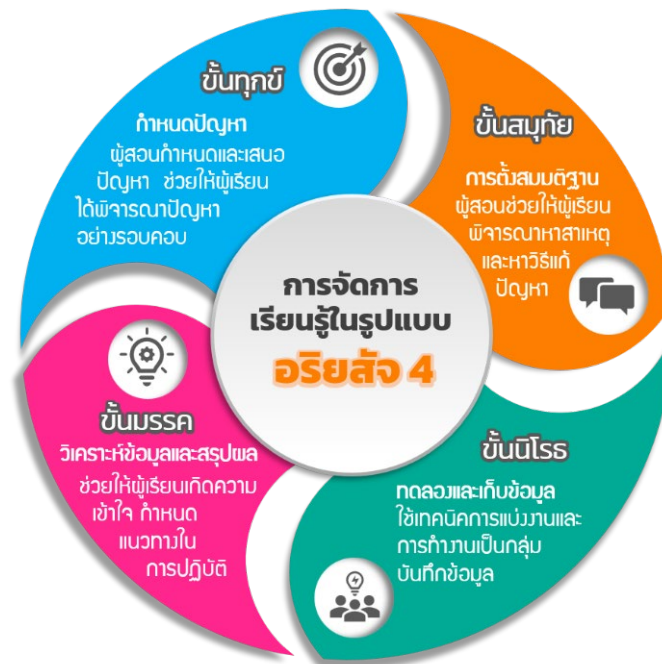 การจัดการ
เรียนรู้ในรูปแบบ
อริยสัจ 4
ขั้นทุกข์
กำหนดปัญหา
ผู้สอนกำหนดและเสนอ
ปัญหา ช่วยให้ผู้เรียน
ได้พิจารณาปัญหา
อย่างรอบคอบ
ขั้นสมุทัย
การตั้งสมมติฐาน
ผู้สอนช่วยให้ผู้เรียน
พิจารณาหาสาเหตุ
และหาวิธีแก้
ปัญหา
ขั้นนิโรธ
ทดลองและเก็บข้อมูล
ใช้เทคนิคการแบ่งงานและ
การทำงานเป็นกลุ่ม
บันทึกข้อมูล
ขั้นมรรค
วิเคราะห์ข้อมูลและสรุปผล
ช่วยให้ผู้เรียนเกิดความ
เข้าใจ กำหนด
แนวทางใน
การปฏิบัติ